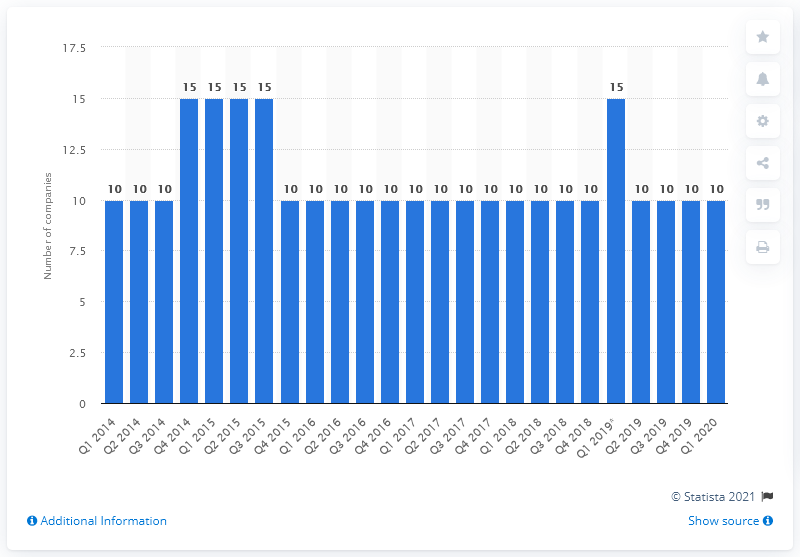 17.5
15
12.5
10
7.5
5
2.5
0
Number of companies
10 10 10 15 15 15 15 10 10 10 10 10 10 10 10 10 10 10 10 10 15 10 10 10 10
Q1 2014 Q2 2014 Q3 2014 Q4 2014 Q1 2015 Q2 2015 Q3 2015 Q4 2015 Q1 2016 Q2 2016 Q3 2016 Q4 2016 Q1 2017 Q2 2017 Q3 2017 Q4 2017 Q1 2018 Q2 2018 Q3 2018 Q4 2018 Q1 2019* Q2 2019 Q3 2019 Q4 2019 Q1 2020
© Statista 2021
Additional Information
Show source